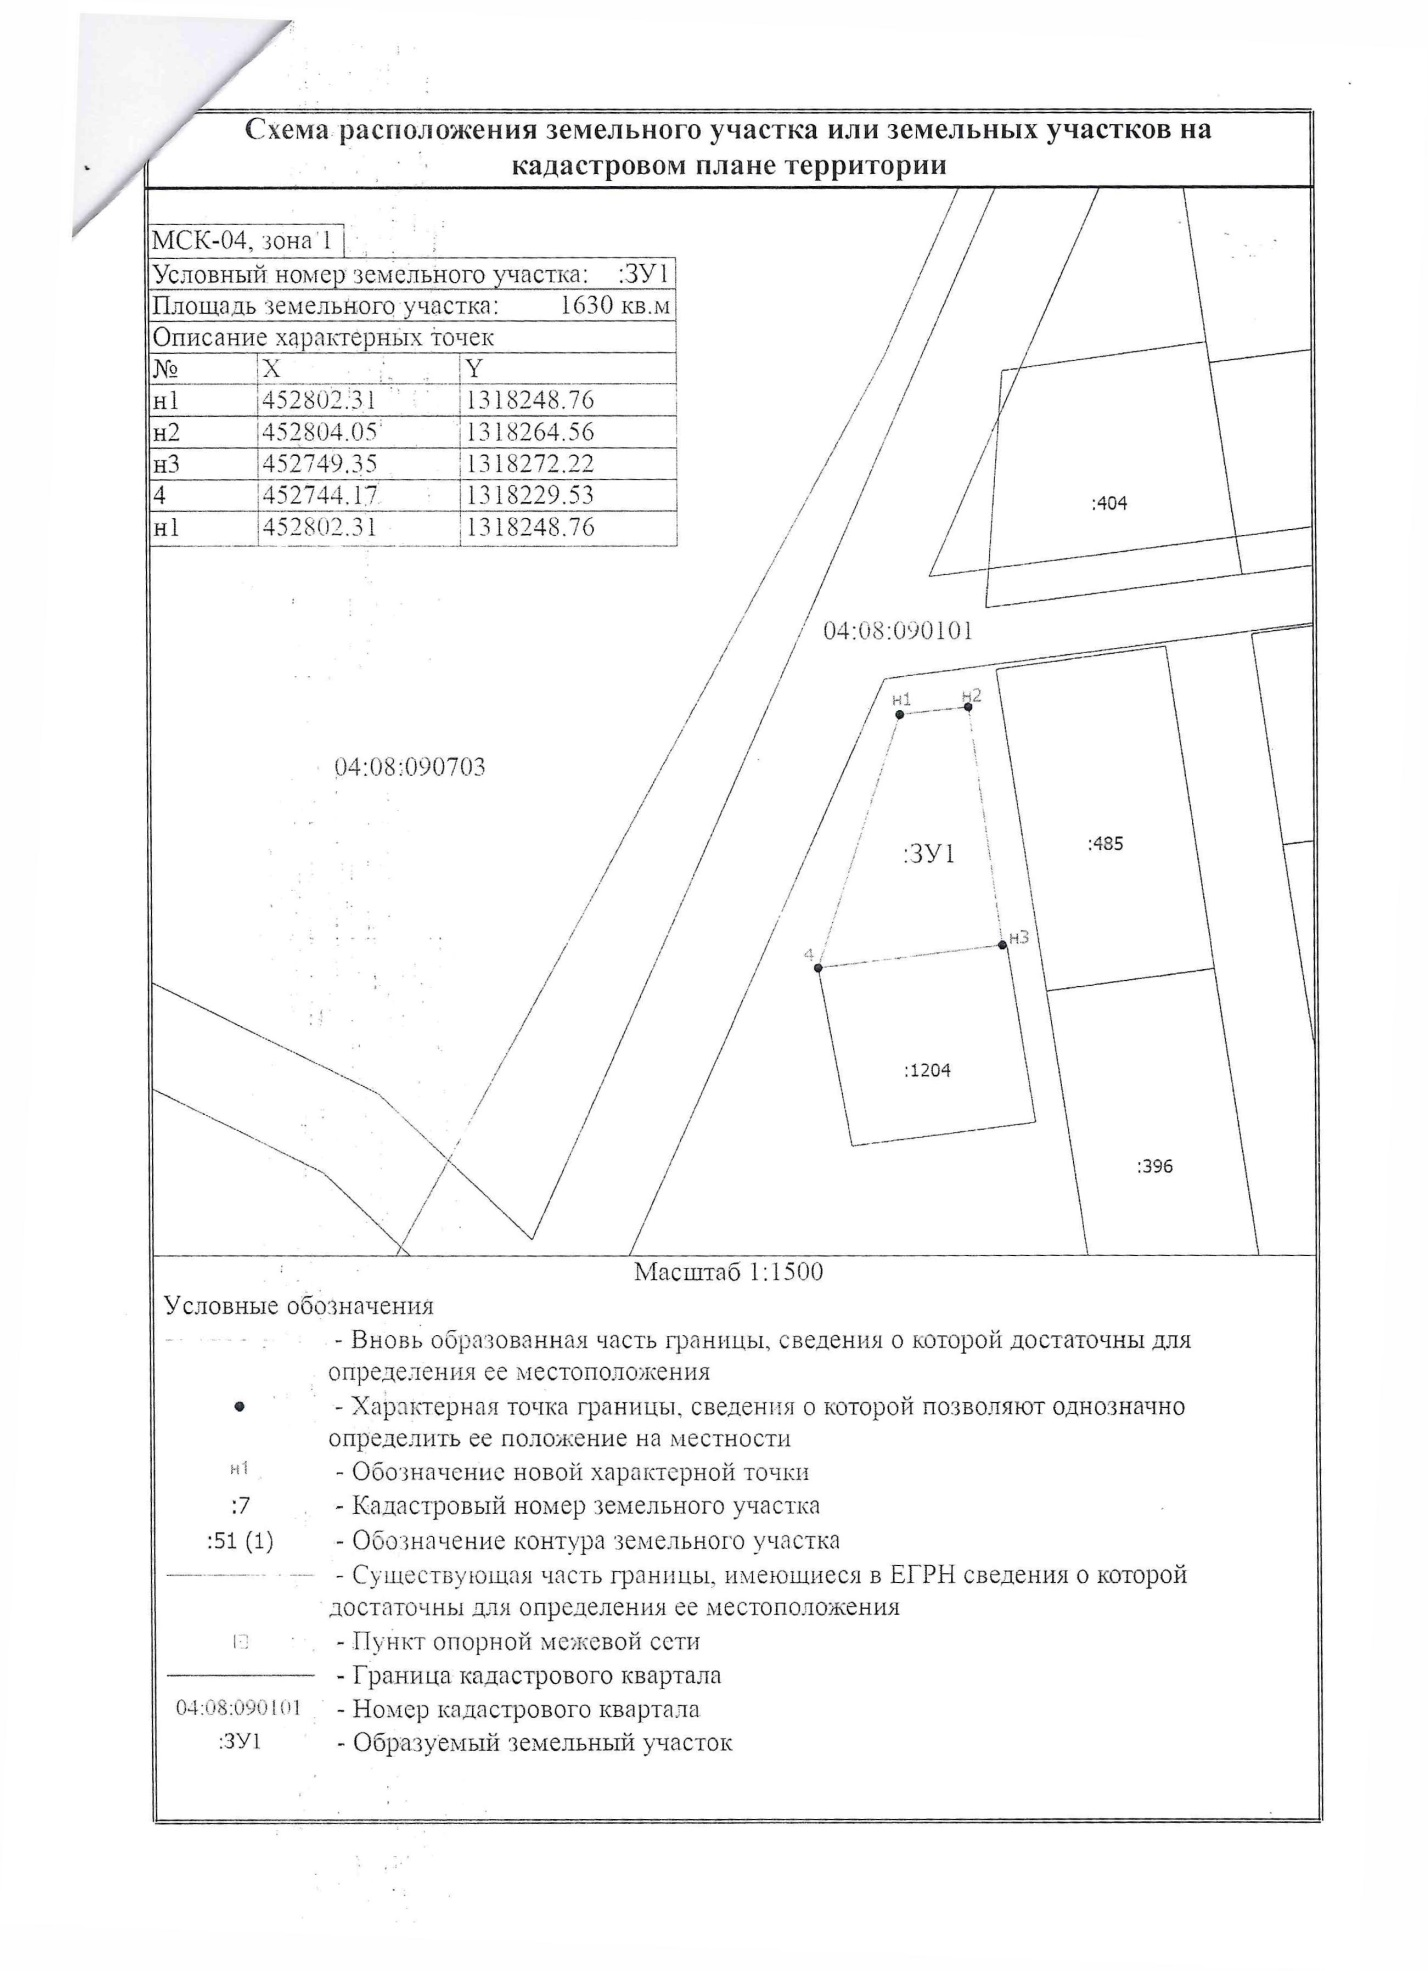 Схема расположения земельного участка или земельных участков на
кадастровом плане территории
МСК-04, зона 1
Условный номер земельного участка: :ЗУ1
Площадь земельного участка: 1630 кв.м
Описание характерных точек
№ X Y
н1 452802.31 1318248.76
н2 452804.05 1318264.56
н3 452749.35 1318272.22
4 452744.17 1318229.53
н1 452802.31 1318248.76
:404
04:08:090101
н1 н2
04:08:090703
:485
:ЗУ1
н3
4
:1204
:396
Масштаб 1:1500
Условные обозначения
- Вновь образованная часть границы, сведения о которой достаточны для
определения ее местоположения
- Характерная точка границы, сведения о которой позволяют однозначно
определить ее положение на местности
н1 - Обозначение новой характерной точки
:7 - Кадастровый номер земельного участка
:51 (1) - Обозначение контура земельного участка
- Существующая часть границы, имеющиеся в ЕГРН сведения о которой
достаточны для определения ее местоположения
- Пункт опорной межевой сети
- Граница кадастрового квартала
04:08:090101 - Номер кадастрового квартала
:ЗУ1 - Образуемый земельный участок